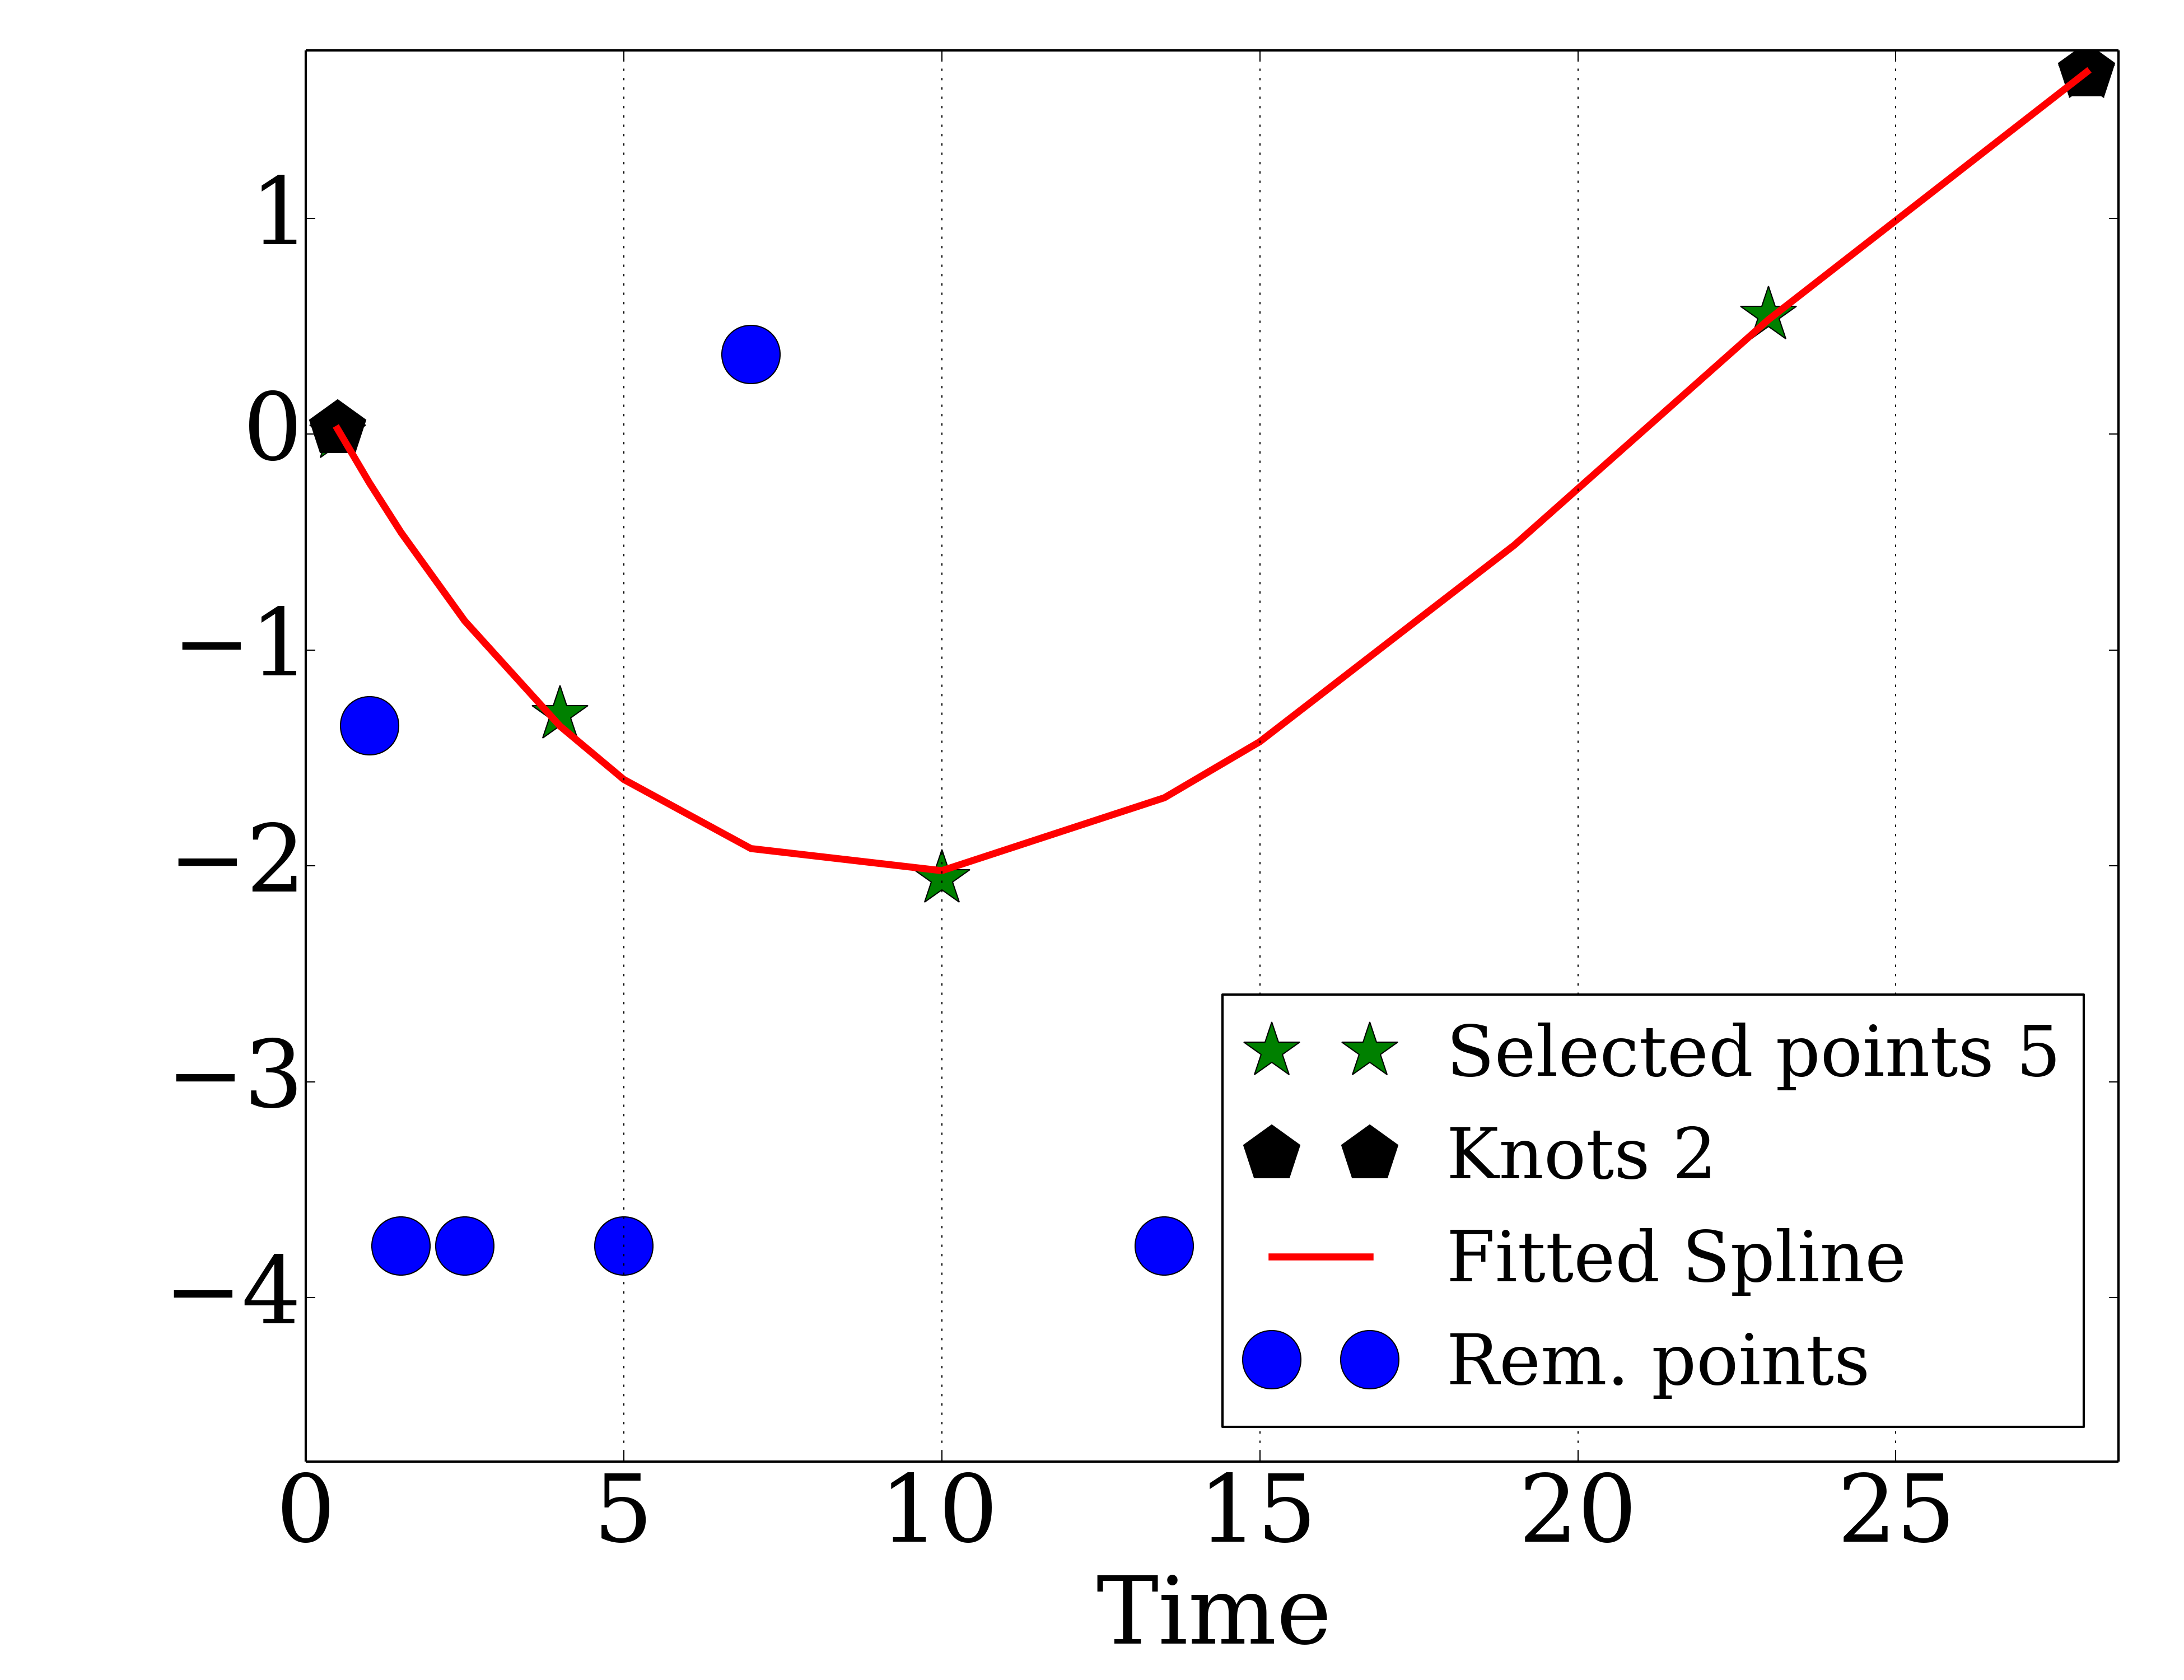 1
0
−1
−2
−3
−4
0 5 10 15 20 25
Time
Selected points 5
Knots 2
Fitted Spline
Rem. points